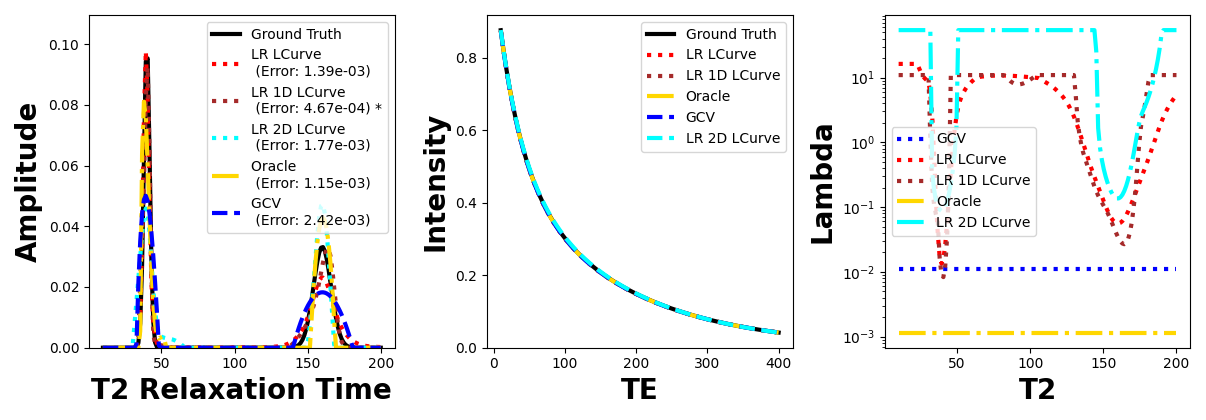 Amplitude
0.10
0.08
0.06
0.04
0.02
0.00
50
100
150
200
T2 Relaxation Time
Ground Truth
LR LCurve
(Error: 1.39e-03)
LR 1D LCurve
(Error: 4.67e-04) *
LR 2D LCurve
(Error: 1.77e-03)
Oracle
(Error: 1.15e-03)
GCV
(Error: 2.42e-03)
Intensity
0.8
0.6
0.4
0.2
0.0
0
100
200
300
400
TE
Ground Truth
LR LCurve
LR 1D LCurve
Oracle
GCV
LR 2D LCurve
Lambda
10¹
10⁰
10⁻¹
10⁻²
10⁻³
50
100
150
200
T2
GCV
LR LCurve
LR 1D LCurve
Oracle
LR 2D LCurve